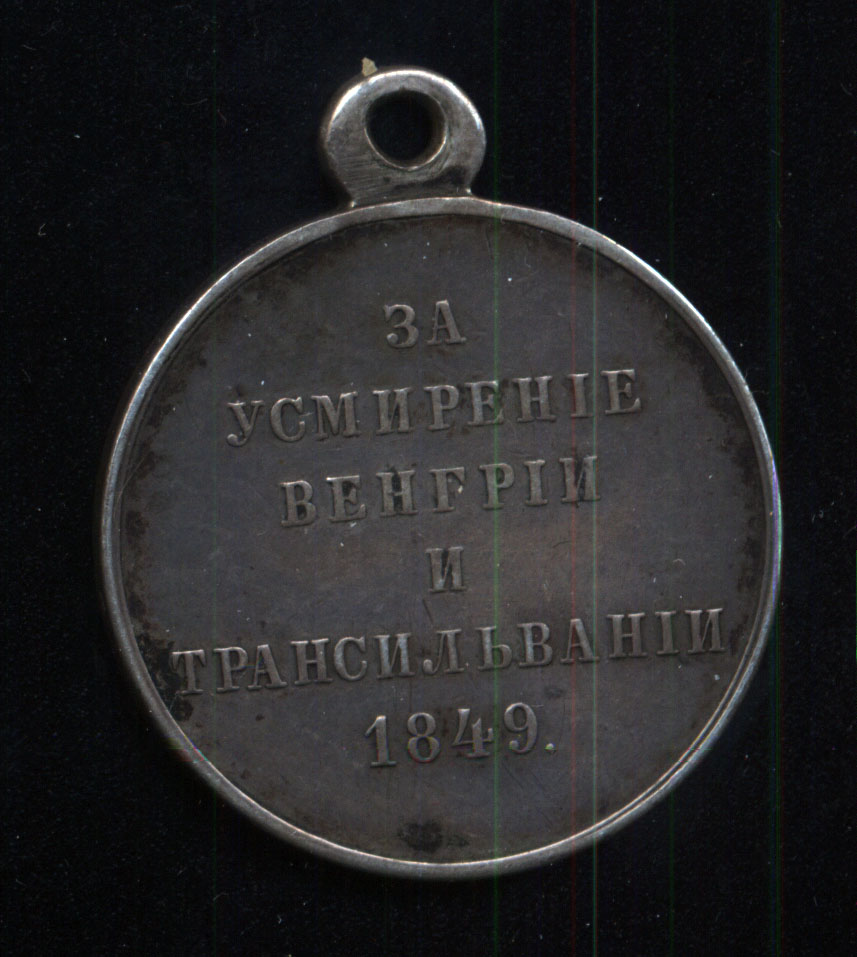 ЗА
УСМИРЕНІЕ
ВЕНГРІИ
И
ТРАНСИЛЬВАНІИ
1849.